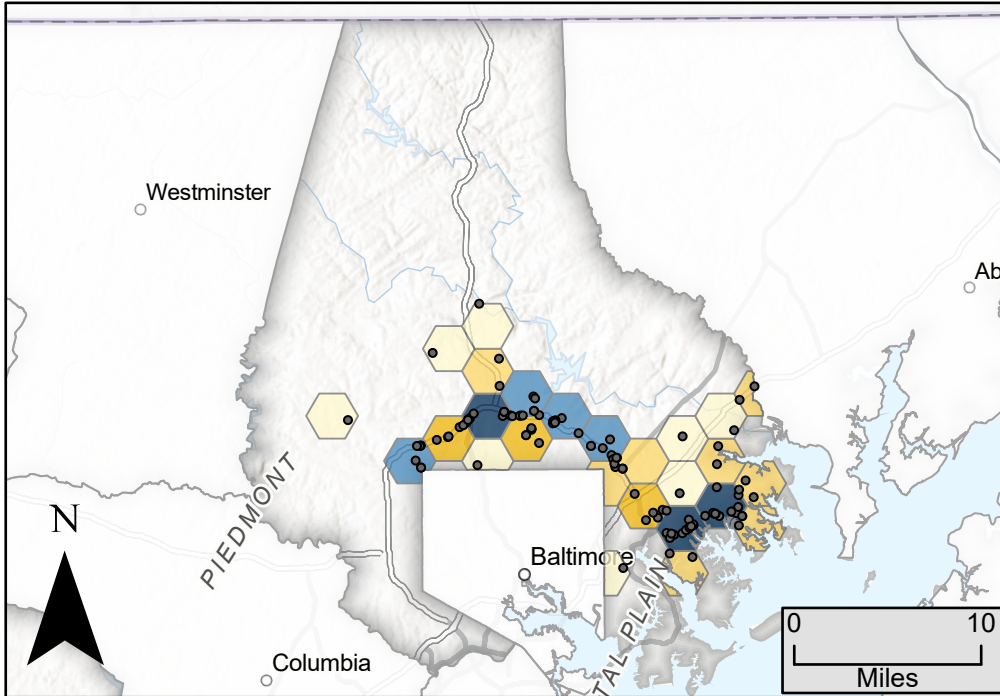 Westminster
Ab
N
PIEDMONT
Baltimore
TAL PLAIN
0 10
Miles
Columbia